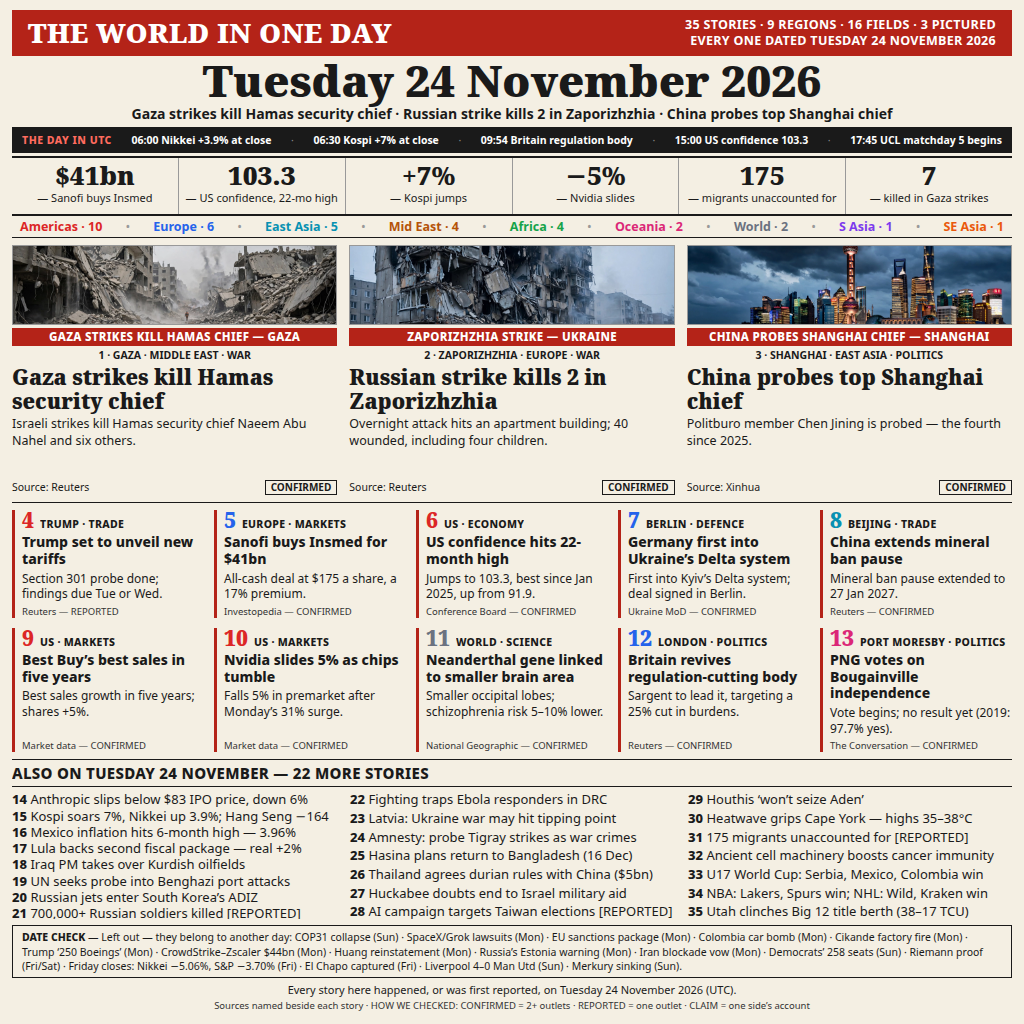 THE WORLD IN ONE DAY
35 STORIES · 9 REGIONS · 16 FIELDS · 3 PICTURED
EVERY ONE DATED TUESDAY 24 NOVEMBER 2026
Tuesday 24 November 2026
Gaza strikes kill Hamas security chief · Russian strike kills 2 in Zaporizhzhia · China probes top Shanghai chief
THE DAY IN UTC 06:00 Nikkei +3.9% at close · 06:30 Kospi +7% at close · 09:54 Britain regulation body · 15:00 US confidence 103.3 · 17:45 UCL matchday 5 begins
$41bn
— Sanofi buys Insmed
103.3
— US confidence, 22-mo high
+7%
— Kospi jumps
−5%
— Nvidia slides
175
— migrants unaccounted for
7
— killed in Gaza strikes
Americas · 10 • Europe · 6 • East Asia · 5 • Mid East · 4 • Africa · 4 • Oceania · 2 • World · 2 • S Asia · 1 • SE Asia · 1
GAZA STRIKES KILL HAMAS CHIEF — GAZA
1 · GAZA · MIDDLE EAST · WAR
Gaza strikes kill Hamas
security chief
Israeli strikes kill Hamas security chief Naeem Abu
Nahel and six others.
Source: Reuters CONFIRMED
ZAPORIZHZHIA STRIKE — UKRAINE
2 · ZAPORIZHZHIA · EUROPE · WAR
Russian strike kills 2 in
Zaporizhzhia
Overnight attack hits an apartment building; 40
wounded, including four children.
Source: Reuters CONFIRMED
CHINA PROBES SHANGHAI CHIEF — SHANGHAI
3 · SHANGHAI · EAST ASIA · POLITICS
China probes top Shanghai
chief
Politburo member Chen Jining is probed — the fourth
since 2025.
Source: Xinhua CONFIRMED
4 TRUMP · TRADE
Trump set to unveil new
tariffs
Section 301 probe done;
findings due Tue or Wed.
Reuters — REPORTED
5 EUROPE · MARKETS
Sanofi buys Insmed for
$41bn
All-cash deal at $175 a share, a
17% premium.
Investopedia — CONFIRMED
6 US · ECONOMY
US confidence hits 22-
month high
Jumps to 103.3, best since Jan
2025, up from 91.9.
Conference Board — CONFIRMED
7 BERLIN · DEFENCE
Germany first into
Ukraine’s Delta system
First into Kyiv’s Delta system;
deal signed in Berlin.
Ukraine MoD — CONFIRMED
8 BEIJING · TRADE
China extends mineral
ban pause
Mineral ban pause extended to
27 Jan 2027.
Reuters — CONFIRMED
9 US · MARKETS
Best Buy’s best sales in
five years
Best sales growth in five years;
shares +5%.
Market data — CONFIRMED
10 US · MARKETS
Nvidia slides 5% as chips
tumble
Falls 5% in premarket after
Monday’s 31% surge.
Market data — CONFIRMED
11 WORLD · SCIENCE
Neanderthal gene linked
to smaller brain area
Smaller occipital lobes;
schizophrenia risk 5–10% lower.
National Geographic — CONFIRMED
12 LONDON · POLITICS
Britain revives
regulation-cutting body
Sargent to lead it, targeting a
25% cut in burdens.
Reuters — CONFIRMED
13 PORT MORESBY · POLITICS
PNG votes on
Bougainville
independence
Vote begins; no result yet (2019:
97.7% yes).
The Conversation — CONFIRMED
ALSO ON TUESDAY 24 NOVEMBER — 22 MORE STORIES
14 Anthropic slips below $83 IPO price, down 6%
15 Kospi soars 7%, Nikkei up 3.9%; Hang Seng −164
16 Mexico inflation hits 6-month high — 3.96%
17 Lula backs second fiscal package — real +2%
18 Iraq PM takes over Kurdish oilfields
19 UN seeks probe into Benghazi port attacks
20 Russian jets enter South Korea’s ADIZ
21 700,000+ Russian soldiers killed [REPORTED]
22 Fighting traps Ebola responders in DRC
23 Latvia: Ukraine war may hit tipping point
24 Amnesty: probe Tigray strikes as war crimes
25 Hasina plans return to Bangladesh (16 Dec)
26 Thailand agrees durian rules with China ($5bn)
27 Huckabee doubts end to Israel military aid
28 AI campaign targets Taiwan elections [REPORTED]
29 Houthis ‘won’t seize Aden’
30 Heatwave grips Cape York — highs 35–38°C
31 175 migrants unaccounted for [REPORTED]
32 Ancient cell machinery boosts cancer immunity
33 U17 World Cup: Serbia, Mexico, Colombia win
34 NBA: Lakers, Spurs win; NHL: Wild, Kraken win
35 Utah clinches Big 12 title berth (38–17 TCU)
DATE CHECK — Left out — they belong to another day: COP31 collapse (Sun) · SpaceX/Grok lawsuits (Mon) · EU sanctions package (Mon) · Colombia car bomb (Mon) · Cikande factory fire (Mon) ·
Trump ‘250 Boeings’ (Mon) · CrowdStrike–Zscaler $44bn (Mon) · Huang reinstatement (Mon) · Russia’s Estonia warning (Mon) · Iran blockade vow (Mon) · Democrats’ 258 seats (Sun) · Riemann proof
(Fri/Sat) · Friday closes: Nikkei −5.06%, S&P −3.70% (Fri) · El Chapo captured (Fri) · Liverpool 4–0 Man Utd (Sun) · Merkury sinking (Sun).
Every story here happened, or was first reported, on Tuesday 24 November 2026 (UTC).
Sources named beside each story · HOW WE CHECKED: CONFIRMED = 2+ outlets · REPORTED = one outlet · CLAIM = one side’s account